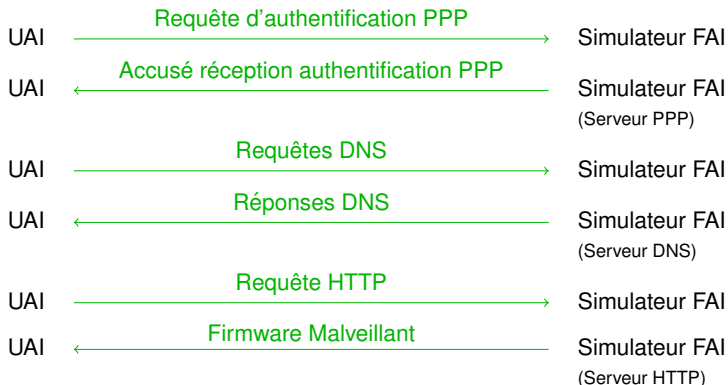 Requête d'authentification PPP
UAI Simulateur FAI
Accusé réception authentification PPP
UAI Simulateur FAI
(Serveur PPP)
Requêtes DNS
UAI Simulateur FAI
Réponses DNS
UAI Simulateur FAI
(Serveur DNS)
Requête HTTP
UAI Simulateur FAI
Firmware Malveillant
UAI Simulateur FAI
(Serveur HTTP)